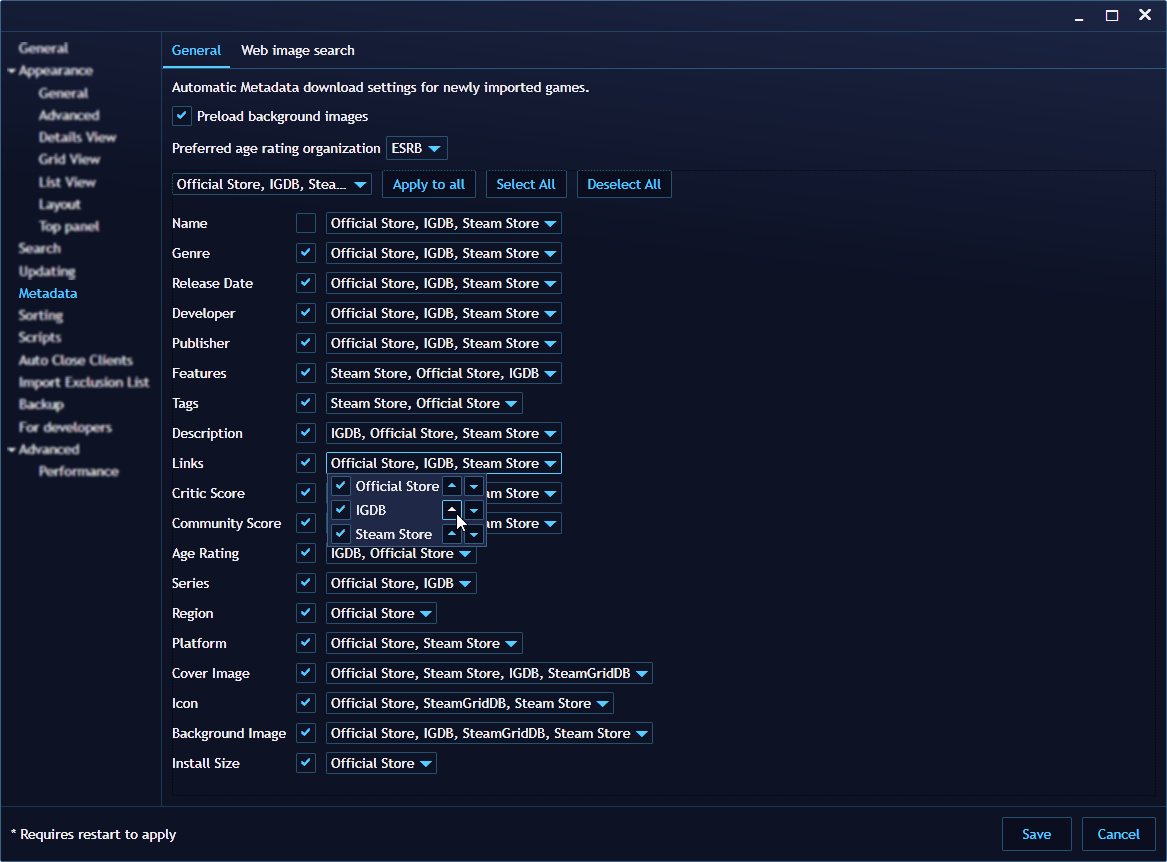 General
Appearance
General
Advanced
Details View
Grid View
List View
Layout
Top panel
Search
Updating
Metadata
Sorting
Scripts
Auto Close Clients
Import Exclusion List
Backup
For developers
Advanced
Performance
General Web image search
Automatic Metadata download settings for newly imported games.
Preload background images
Preferred age rating organization ESRB
Official Store, IGDB, Stea... Apply to all Select All Deselect All
Name Official Store, IGDB, Steam Store
Genre Official Store, IGDB, Steam Store
Release Date Official Store, IGDB, Steam Store
Developer Official Store, IGDB, Steam Store
Publisher Official Store, IGDB, Steam Store
Features Steam Store, Official Store, IGDB
Tags Steam Store, Official Store
Description IGDB, Official Store, Steam Store
Links Official Store, IGDB, Steam Store
Official Store
IGDB
Steam Store
Critic Score am Store
Community Score am Store
Age Rating IGDB, Official Store
Series Official Store, IGDB
Region Official Store
Platform Official Store, Steam Store
Cover Image Official Store, Steam Store, IGDB, SteamGridDB
Icon Official Store, SteamGridDB, Steam Store
Background Image Official Store, IGDB, SteamGridDB, Steam Store
Install Size Official Store
* Requires restart to apply Save Cancel